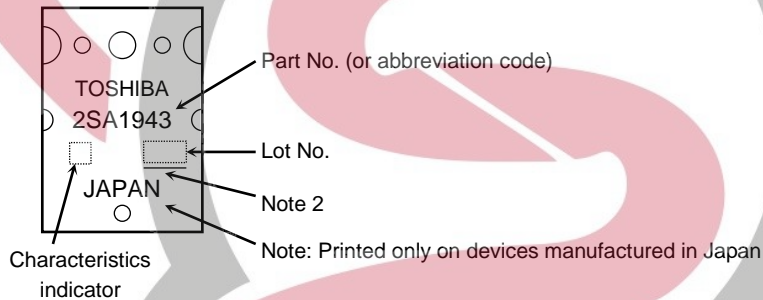 Part No. (or abbreviation code)
TOSHIBA
2SA1943
Lot No.
JAPAN
Note 2
Note: Printed only on devices manufactured in Japan
Characteristics
indicator